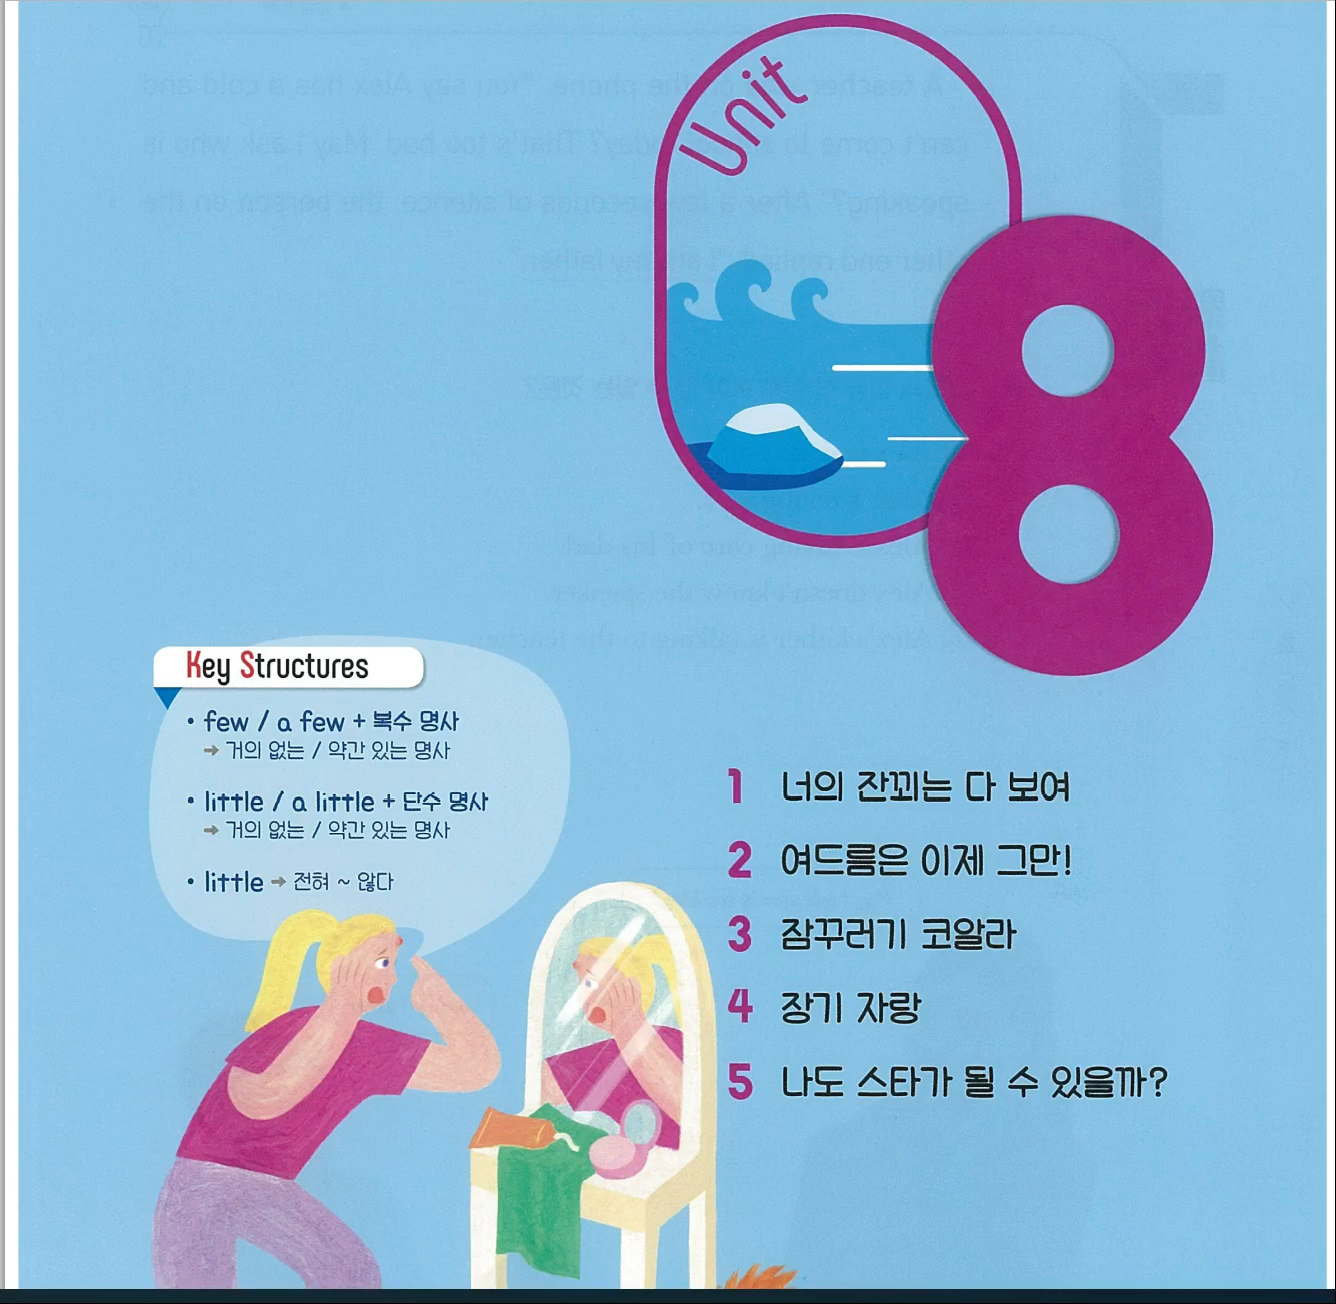 Unit
8
Key Structures
• few / a few + 복수 명사
➔ 거의 없는 / 약간 있는 명사
• little / a little + 단수 명사
➔ 거의 없는 / 약간 있는 명사
• little ➔ 전혀 ~ 않다
1 너의 잔꾀는 다 보여
2 여드름은 이제 그만!
3 잠꾸러기 코알라
4 장기 자랑
5 나도 스타가 될 수 있을까?